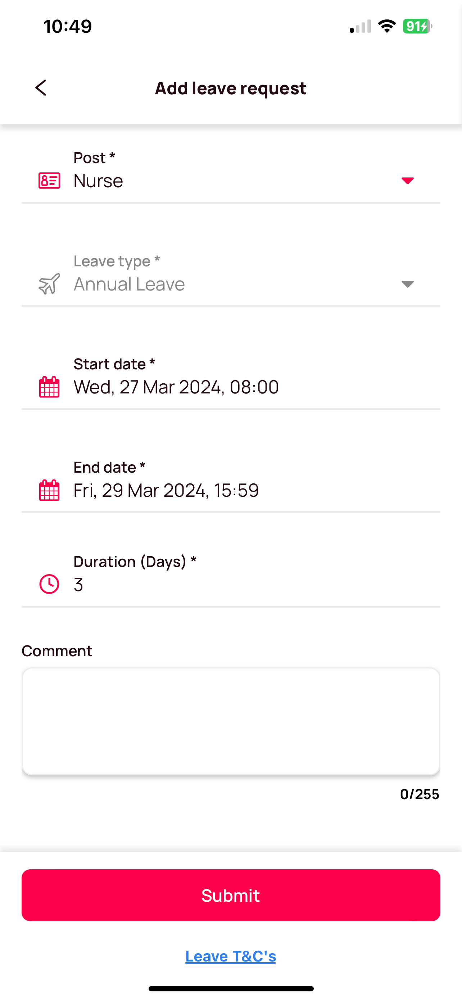 10:49
91
Add leave request
Post *
Nurse
Leave type *
Annual Leave
Start date *
Wed, 27 Mar 2024, 08:00
End date *
Fri, 29 Mar 2024, 15:59
Duration (Days) *
3
Comment
0/255
Submit
Leave T&C's